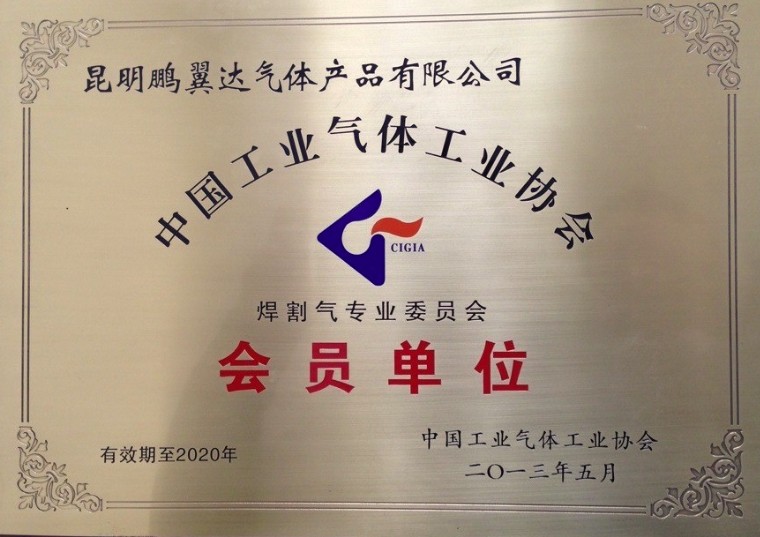 昆明鹏翼达气体产品有限公司
中国工业气体工业协会
CIGIA
焊割气专业委员会
会员单位
有效期至2020年
中国工业气体工业协会
二〇一三年五月